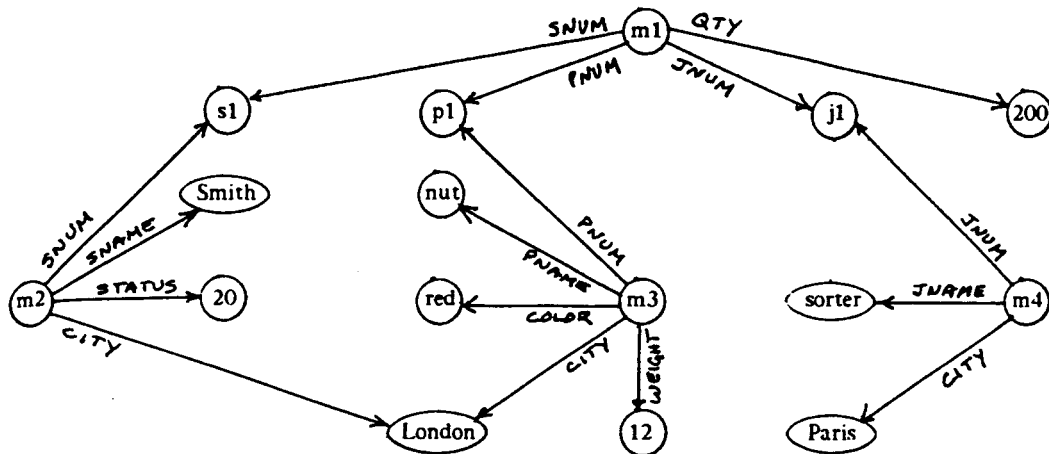 SNUM m1 QTY
PNUM JNUM
s1 p1 j1 200
Smith nut
SNUM SNAME PNUM JNUM
PNAME
m2 STATUS 20 red COLOR m3 sorter JNAME m4
CITY CITY WEIGHT CITY
London 12 Paris